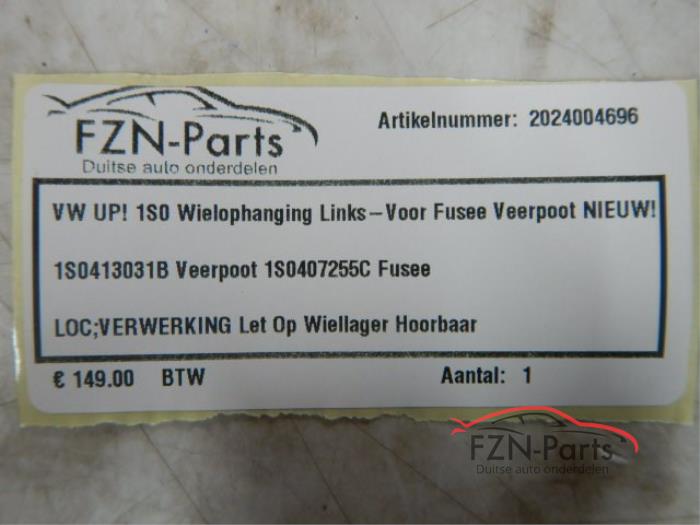 FZN-Parts
Duitse auto onderdelen
Artikelnummer: 2024004696
VW UP! 1S0 Wielophanging Links-Voor Fusee Veerpoot NIEUW!
1S0413031B Veerpoot 1S0407255C Fusee
LOC;VERWERKING Let Op Wiellager Hoorbaar
€ 149.00 BTW
Aantal: 1
FZN-Parts
Duitse auto onderdelen